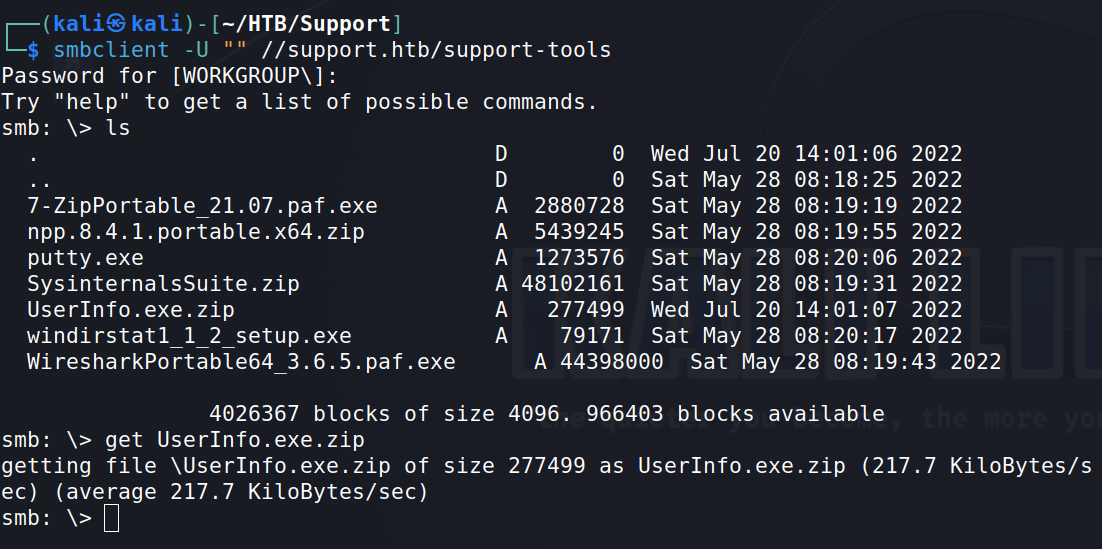 (kali㉿kali)-[~/HTB/Support]
$ smbclient -U "" //support.htb/support-tools
Password for [WORKGROUP\]:
Try "help" to get a list of possible commands.
smb: \> ls
. D 0 Wed Jul 20 14:01:06 2022
.. D 0 Sat May 28 08:18:25 2022
7-ZipPortable_21.07.paf.exe A 2880728 Sat May 28 08:19:19 2022
npp.8.4.1.portable.x64.zip A 5439245 Sat May 28 08:19:55 2022
putty.exe A 1273576 Sat May 28 08:20:06 2022
SysinternalsSuite.zip A 48102161 Sat May 28 08:19:31 2022
UserInfo.exe.zip A 277499 Wed Jul 20 14:01:07 2022
windirstat1_1_2_setup.exe A 79171 Sat May 28 08:20:17 2022
WiresharkPortable64_3.6.5.paf.exe A 44398000 Sat May 28 08:19:43 2022
4026367 blocks of size 4096. 966403 blocks available
smb: \> get UserInfo.exe.zip
getting file \UserInfo.exe.zip of size 277499 as UserInfo.exe.zip (217.7 KiloBytes/s
ec) (average 217.7 KiloBytes/sec)
smb: \>